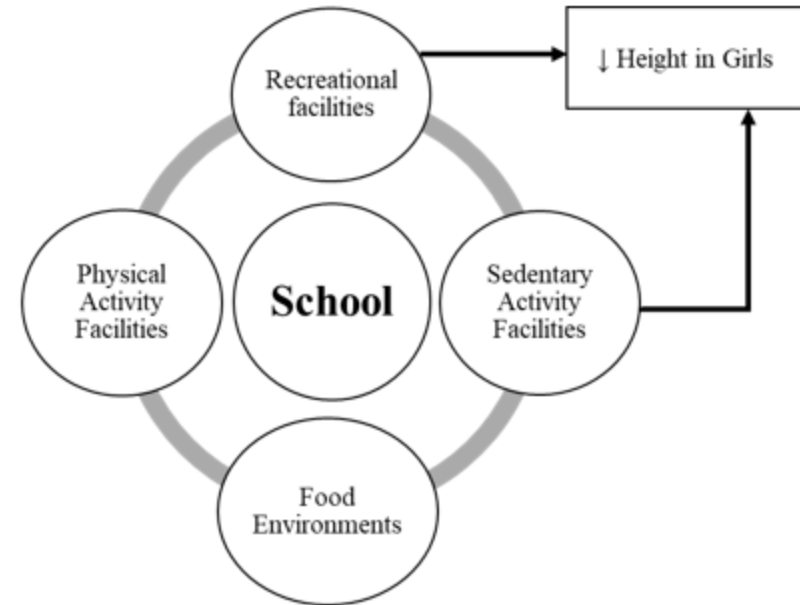 Recreational
facilities
↓ Height in Girls
Physical
Activity
Facilities
School
Sedentary
Activity
Facilities
Food
Environments